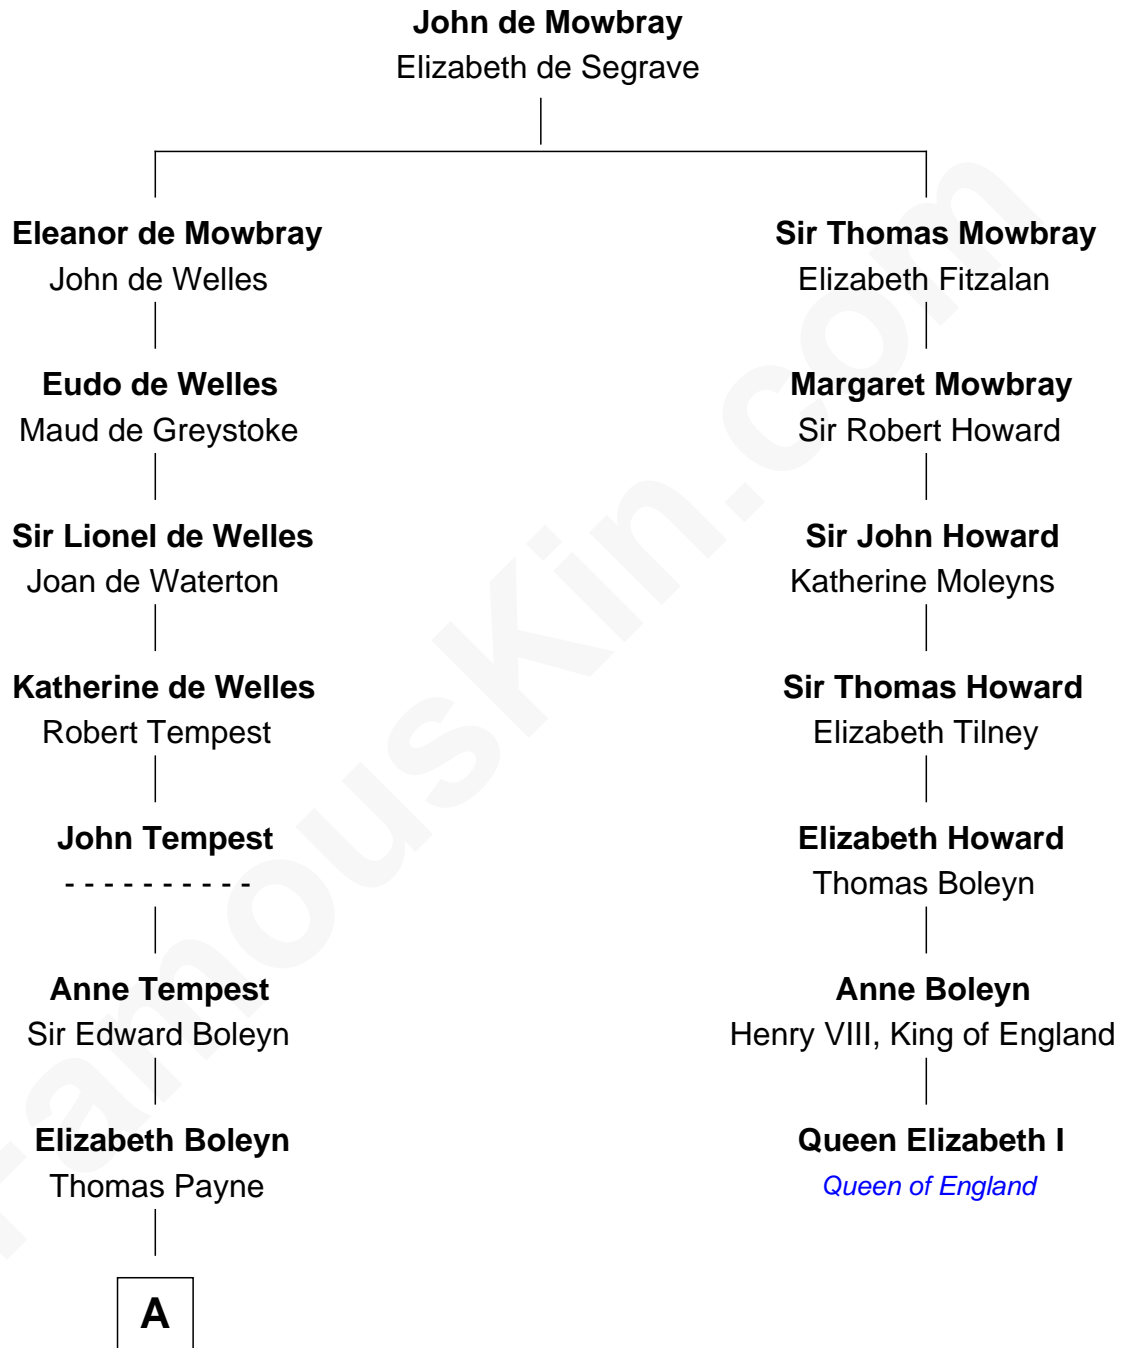 John de Mowbray
Elizabeth de Segrave
Eleanor de Mowbray
John de Welles
Sir Thomas Mowbray
Elizabeth Fitzalan
Eudo de Welles
Maud de Greystoke
Margaret Mowbray
Sir Robert Howard
Sir Lionel de Welles
Joan de Waterton
Sir John Howard
Katherine Moleyns
Katherine de Welles
Robert Tempest
Sir Thomas Howard
Elizabeth Tilney
John Tempest
- - - - - - - - - -
Elizabeth Howard
Thomas Boleyn
Anne Tempest
Sir Edward Boleyn
Anne Boleyn
Henry VIII, King of England
Elizabeth Boleyn
Thomas Payne
Queen Elizabeth I
Queen of England
A
FamousKin.com